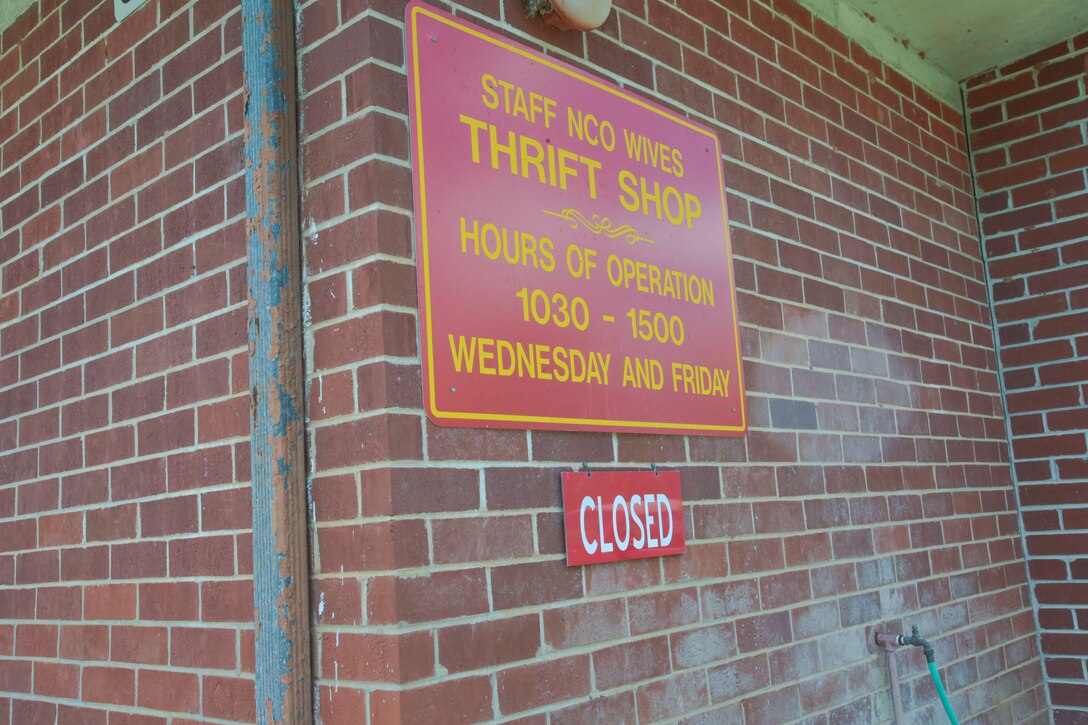 STAFF NCO WIVES
THRIFT SHOP
HOURS OF OPERATION
1030 - 1500
WEDNESDAY AND FRIDAY
CLOSED